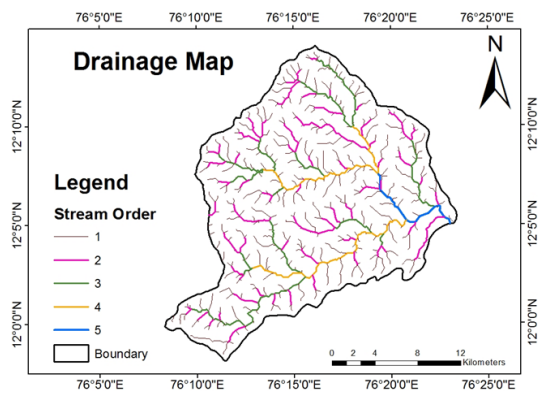 76°5'0"E 76°10'0"E 76°15'0"E 76°20'0"E 76°25'0"E
Drainage Map
N
12°10'0"N 12°10'0"N
Legend
Stream Order
12°5'0"N 12°5'0"N
1
2
3
4
5
12°0'0"N 12°0'0"N
Boundary
0 2 4 8 12
Kilometers
76°5'0"E 76°10'0"E 76°15'0"E 76°20'0"E 76°25'0"E